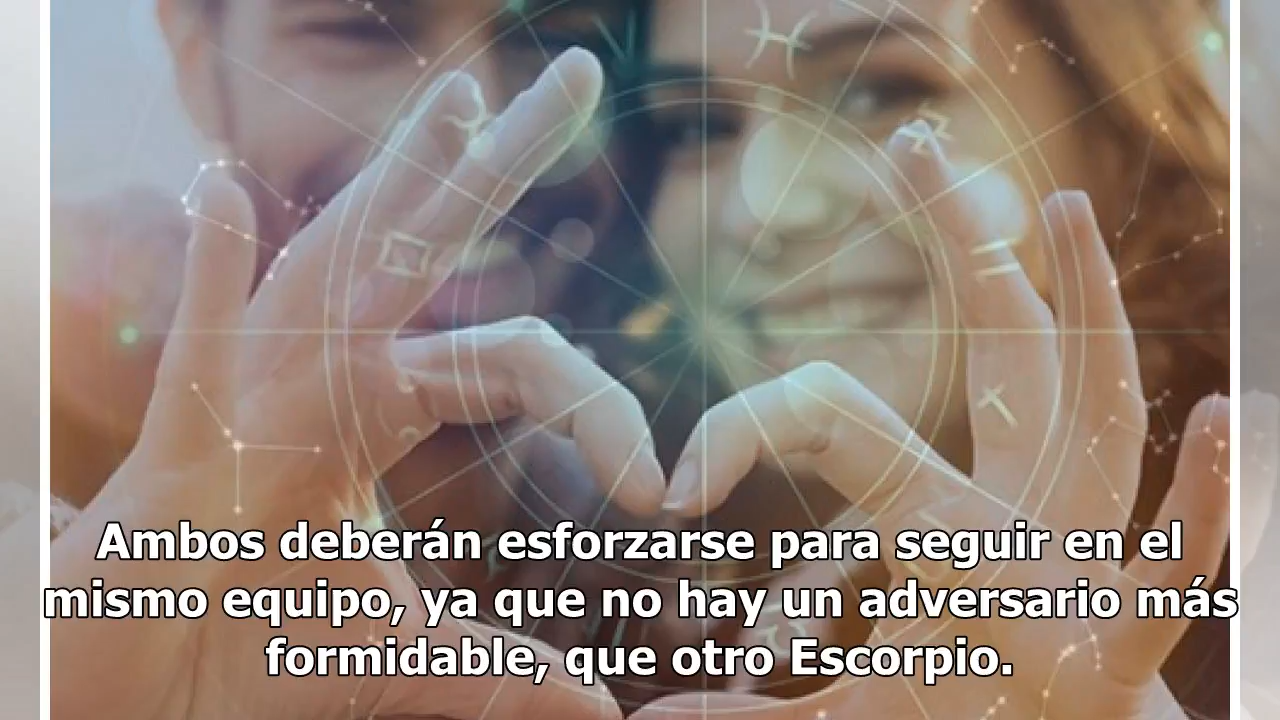 Ambos deberán esforzarse para seguir en el
mismo equipo, ya que no hay un adversario más
formidable, que otro Escorpio.